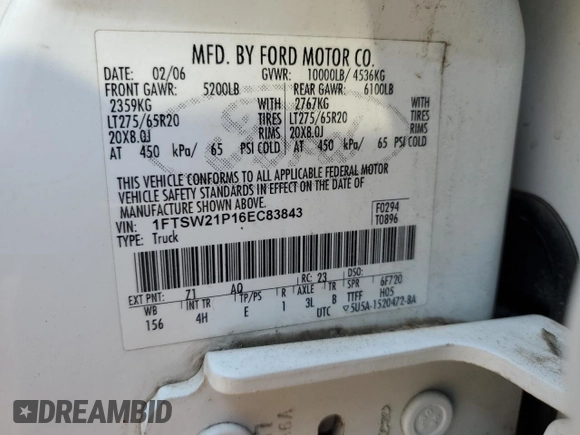 MFD. BY FORD MOTOR CO.
DATE: 02/06 GVWR: 10000LB/ 4536KG
FRONT GAWR: 5200LB REAR GAWR: 6100LB
2359KG WITH 2767KG WITH
LT275/65R20 TIRES LT275/65R20 TIRES
20X8.0J RIMS 20X8.0J RIMS
AT 450 kPa/ 65 PSI COLD AT 450 kPa/ 65 PSI COLD
THIS VEHICLE CONFORMS TO ALL APPLICABLE FEDERAL MOTOR
VEHICLE SAFETY STANDARDS IN EFFECT ON THE DATE OF
MANUFACTURE SHOWN ABOVE.
VIN: 1FTSW21P16EC83843 F0294
TYPE: Truck T0896
EXT PNT: Z1 AQ RC: 23 DSO:
WB INT TR TP/PS R AXLE TR SPR 6F720
156 4H E 1 3L B TTFF H05
UTC 5U5A-1520472-BA
DREAMBID